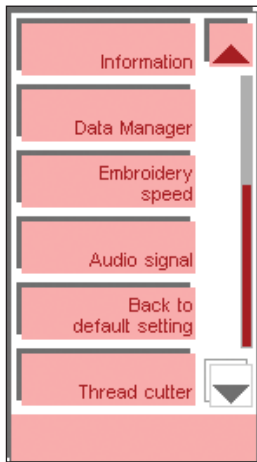 Information
Data Manager
Embroidery
speed
Audio signal
Back to
default setting
Thread cutter